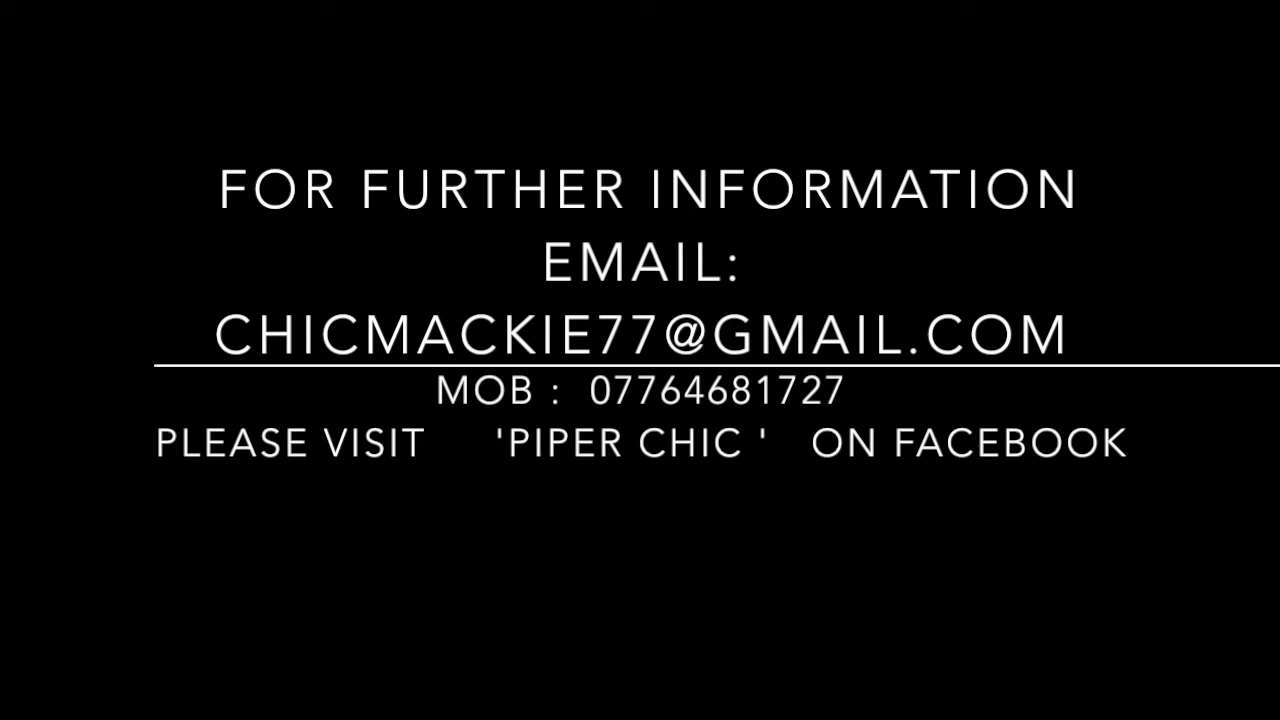 FOR FURTHER INFORMATION
EMAIL:
CHICMACKIE77@GMAIL.COM
MOB : 07764681727
PLEASE VISIT 'PIPER CHIC ' ON FACEBOOK